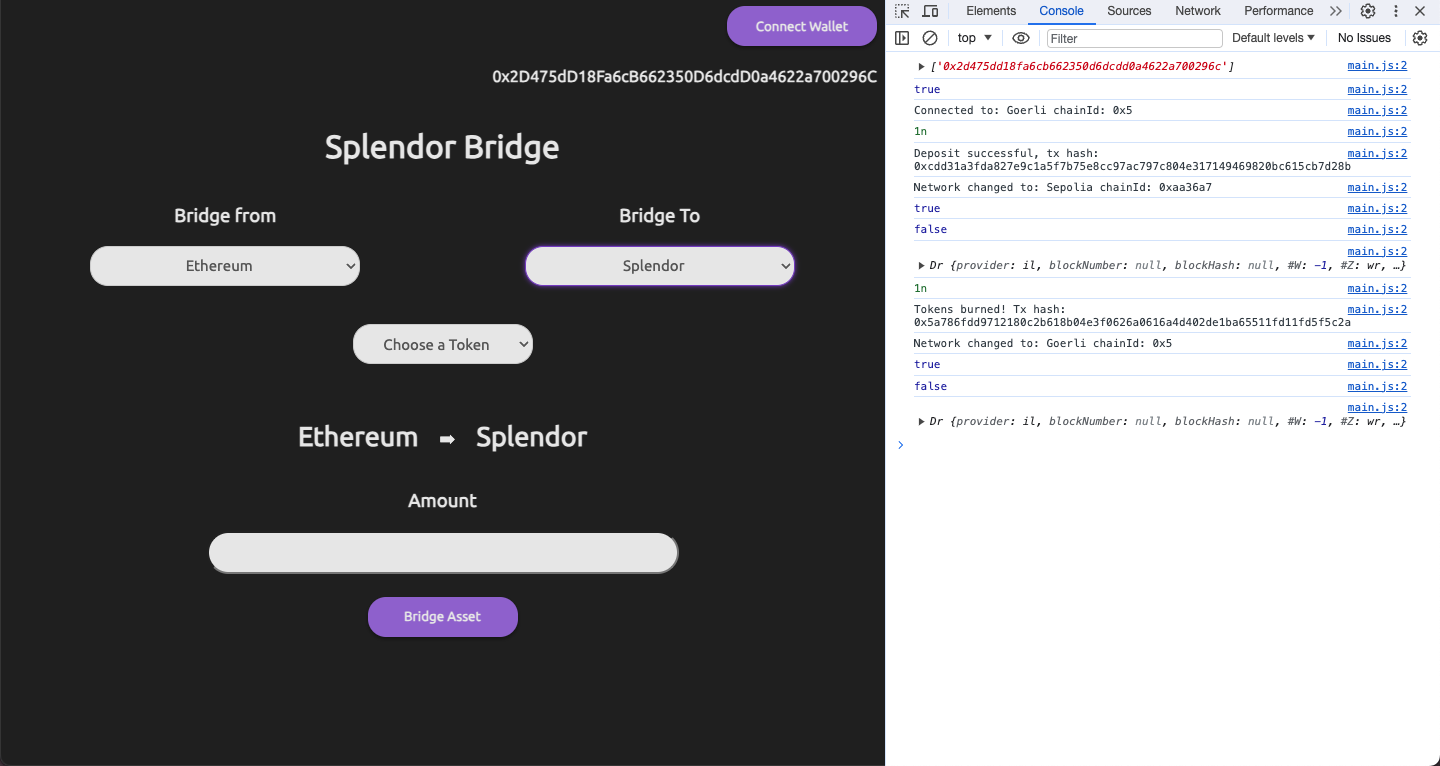 Connect Wallet
0x2D475dD18Fa6cB662350D6dcdD0a4622a700296C
Splendor Bridge
Bridge from
Bridge To
Ethereum
Splendor
Choose a Token
Ethereum ➡ Splendor
Amount
Bridge Asset
Elements Console Sources Network Performance
top Filter Default levels No Issues
['0x2d475dd18fa6cb662350d6dcdd0a4622a700296c'] main.js:2
true main.js:2
Connected to: Goerli chainId: 0x5 main.js:2
1n main.js:2
Deposit successful, tx hash: main.js:2
0xcdd31a3fda827e9c1a5f7b75e8cc97ac797c804e317149469820bc615cb7d28b
Network changed to: Sepolia chainId: 0xaa36a7 main.js:2
true main.js:2
false main.js:2
main.js:2
Dr {provider: il, blockNumber: null, blockHash: null, #W: −1, #Z: wr, …}
1n main.js:2
Tokens burned! Tx hash: main.js:2
0x5a786fdd9712180c2b618b04e3f0626a0616a4d402de1ba65511fd11fd5f5c2a
Network changed to: Goerli chainId: 0x5 main.js:2
true main.js:2
false main.js:2
main.js:2
Dr {provider: il, blockNumber: null, blockHash: null, #W: −1, #Z: wr, …}